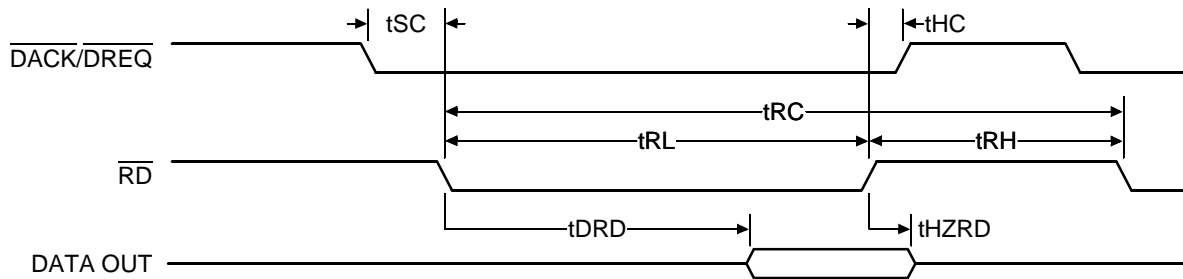 tSC
tHC
DACK/DREQ
tRC
tRL
tRH
RD
tDRD
tHZRD
DATA OUT